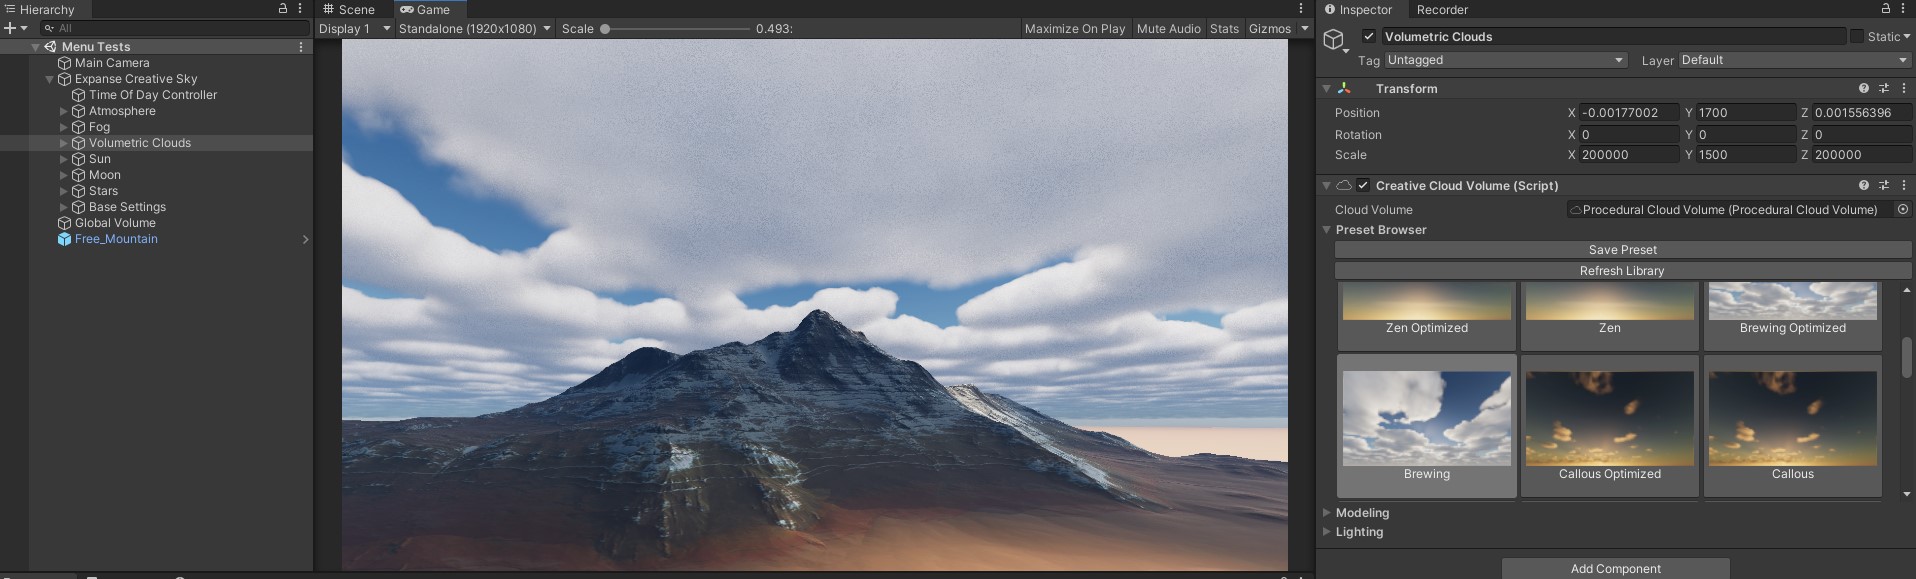 Hierarchy
All
Menu Tests
Main Camera
Expanse Creative Sky
Time Of Day Controller
Atmosphere
Fog
Volumetric Clouds
Sun
Moon
Stars
Base Settings
Global Volume
Free_Mountain
Scene Game
Display 1 Standalone (1920x1080) Scale 0.493: Maximize On Play Mute Audio Stats Gizmos
Inspector Recorder
Volumetric Clouds Static
Tag Untagged Layer Default
Transform
Position X -0.00177002 Y 1700 Z 0.001556396
Rotation X 0 Y 0 Z 0
Scale X 200000 Y 1500 Z 200000
Creative Cloud Volume (Script)
Cloud Volume Procedural Cloud Volume (Procedural Cloud Volume)
Preset Browser
Save Preset
Refresh Library
Zen Optimized Zen Brewing Optimized
Brewing Callous Optimized Callous
Modeling
Lighting
Add Component